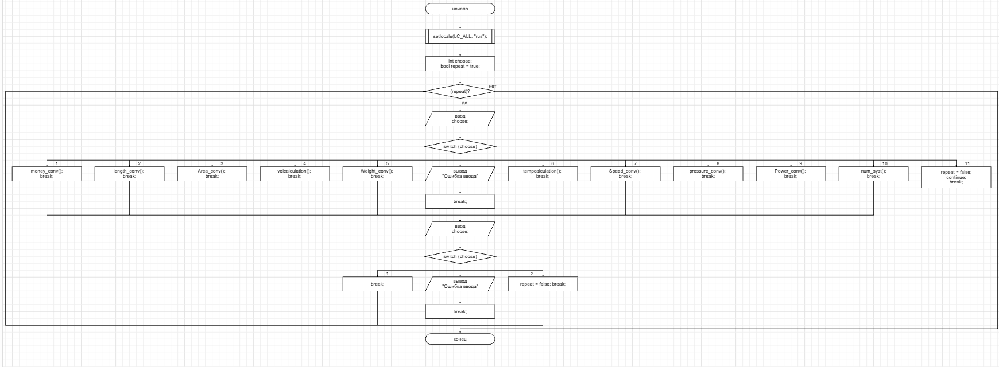 начало
setlocale(LC_ALL, "rus");
int choose;
bool repeat = true;
нет
(repeat)?
да
ввод
choose;
switch (choose)
1
money_conv();
break;
2
length_conv();
break;
3
Area_conv();
break;
4
volcalculation();
break;
5
Weight_conv();
break;
вывод
"Ошибка ввода"
6
tempcalculation();
break;
7
Speed_conv();
break;
8
pressure_conv();
break;
9
Power_conv();
break;
10
num_syst();
break;
11
repeat = false;
continue;
break;
break;
ввод
choose;
switch (choose)
1
break;
вывод
"Ошибка ввода"
2
repeat = false; break;
break;
конец